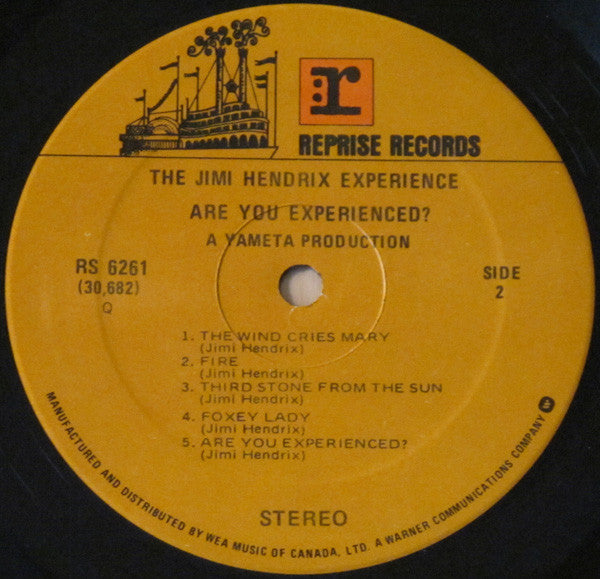 r
REPRISE RECORDS
THE JIMI HENDRIX EXPERIENCE
ARE YOU EXPERIENCED?
A YAMETA PRODUCTION
RS 6261
(30,682)
Q
SIDE
2
1. THE WIND CRIES MARY
(Jimi Hendrix)
2. FIRE
(Jimi Hendrix)
3. THIRD STONE FROM THE SUN
(Jimi Hendrix)
4. FOXEY LADY
(Jimi Hendrix)
5. ARE YOU EXPERIENCED?
(Jimi Hendrix)
STEREO
MANUFACTURED AND DISTRIBUTED BY WEA MUSIC OF CANADA, LTD. A WARNER COMMUNICATIONS COMPANY